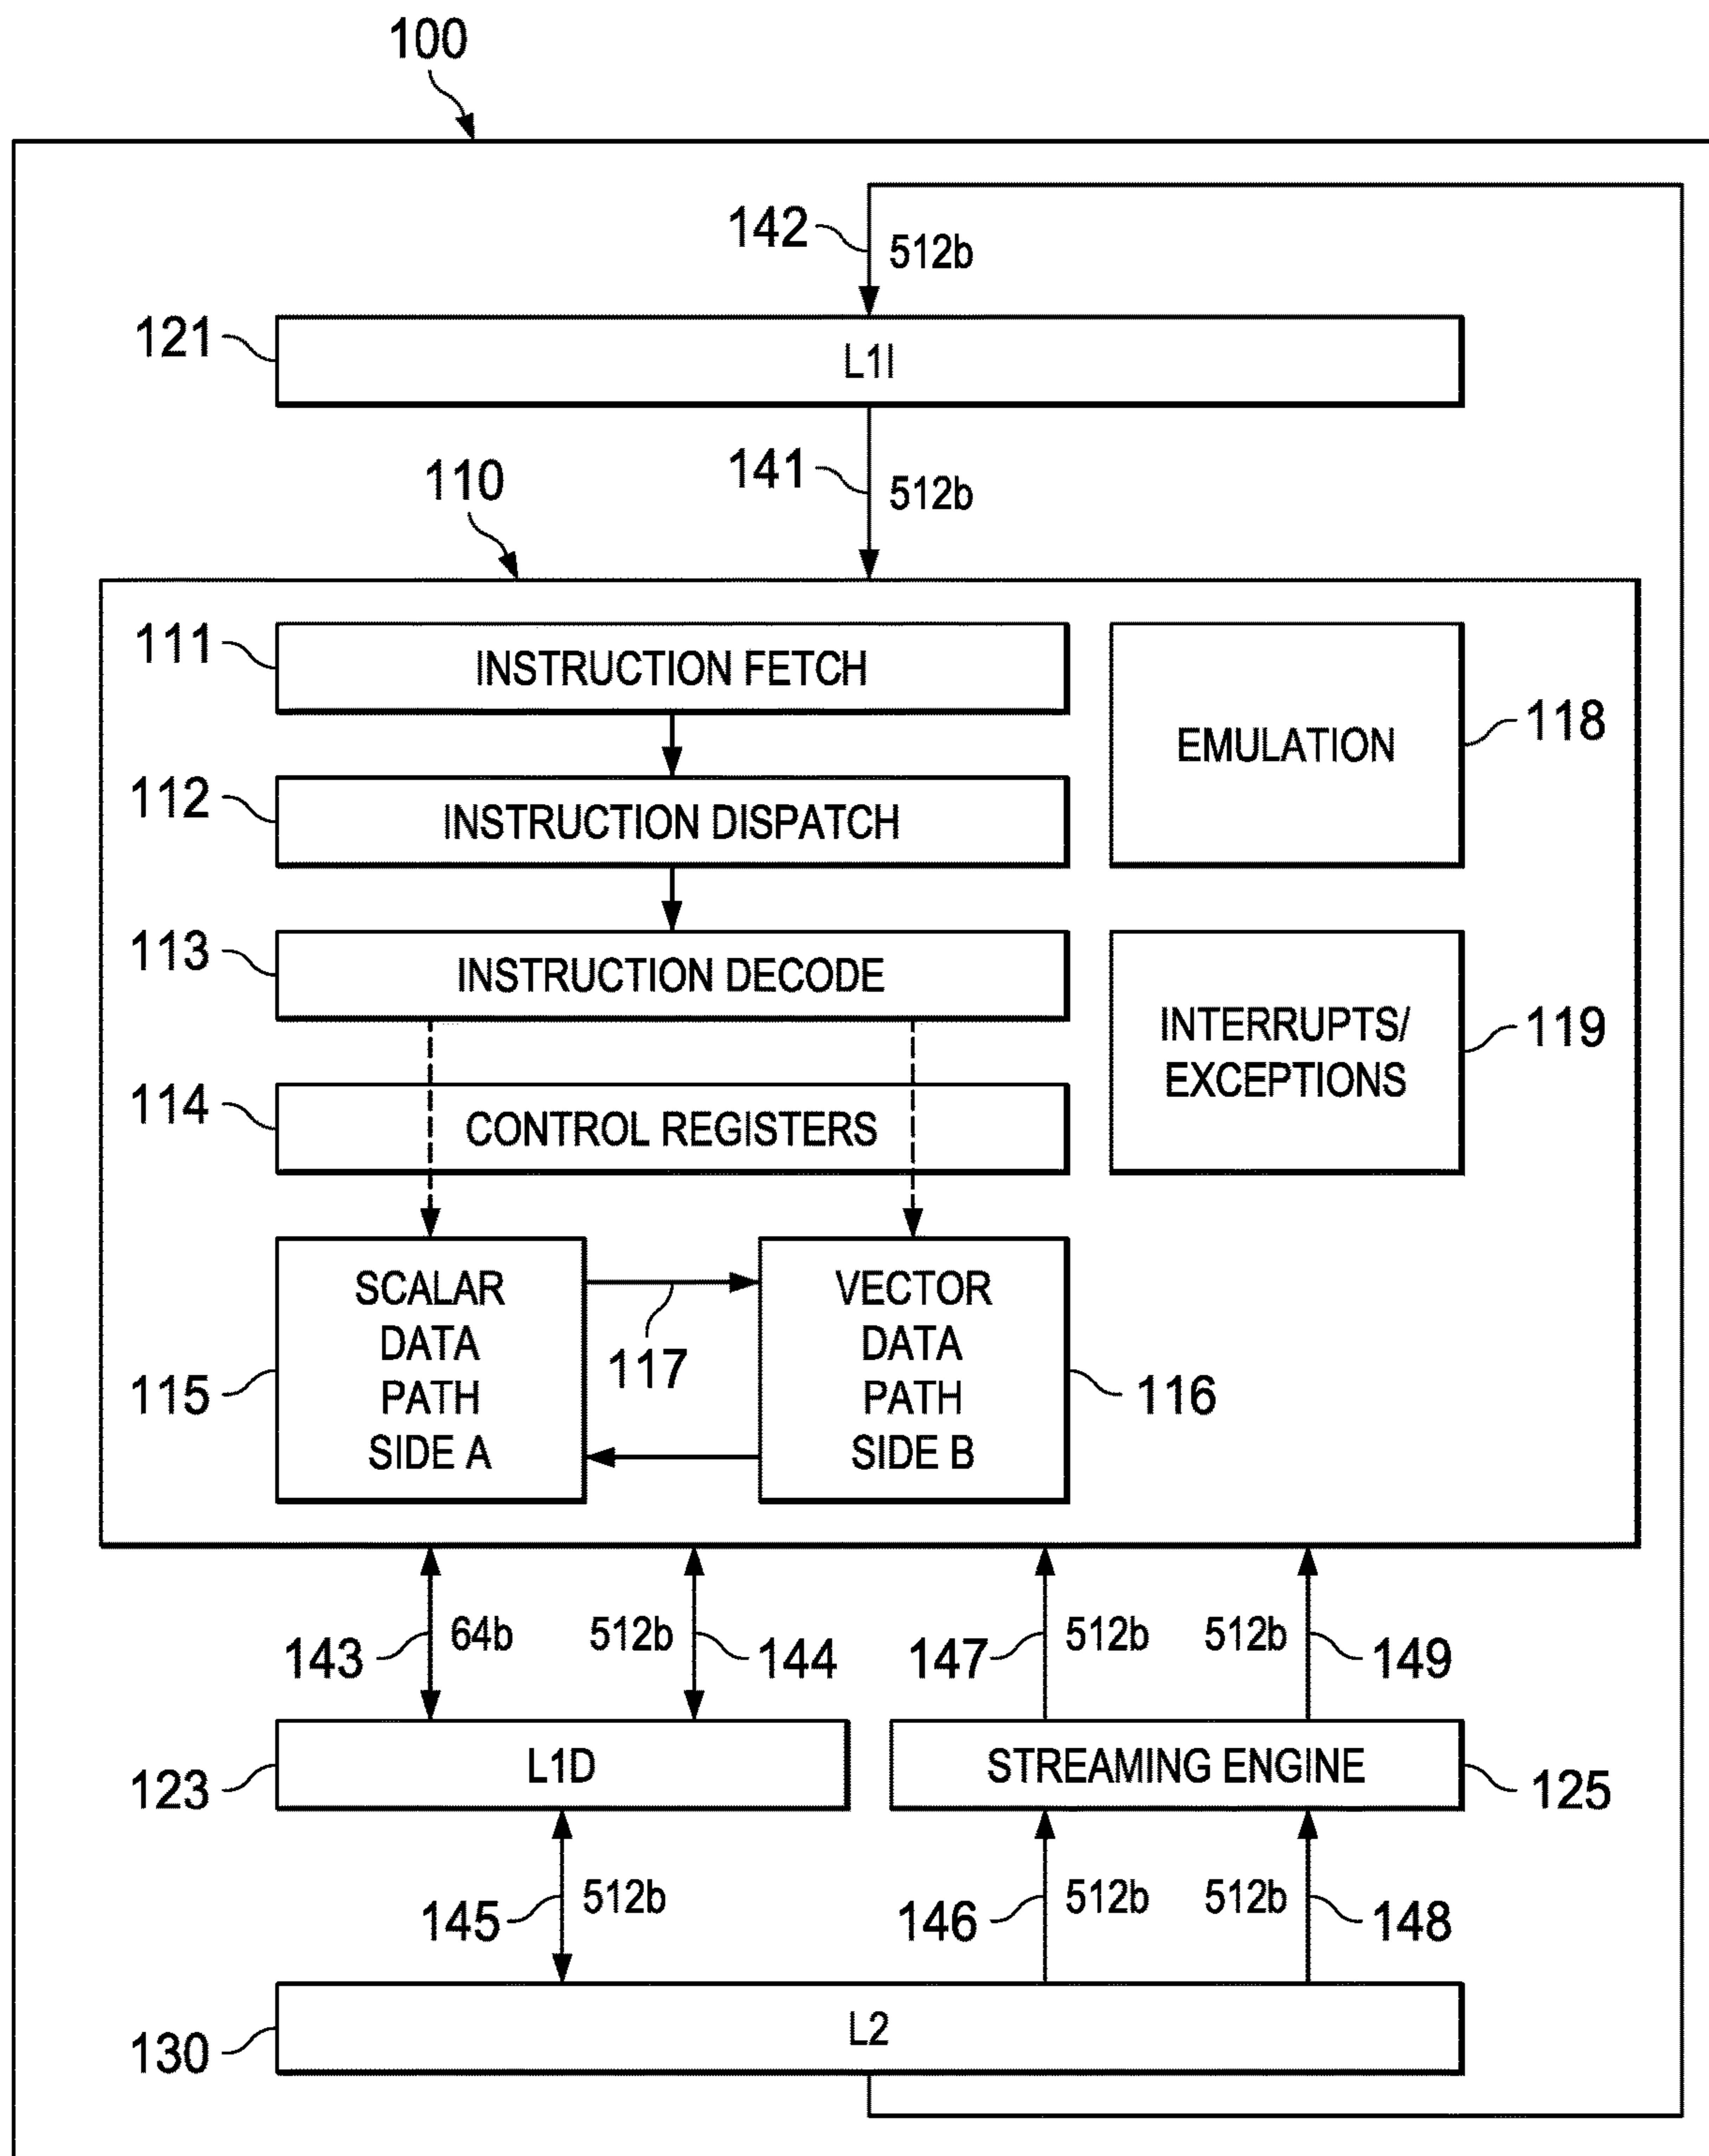 100
142
512b
121
L1I
141
512b
110
111
INSTRUCTION FETCH
118
EMULATION
112
INSTRUCTION DISPATCH
113
INSTRUCTION DECODE
119
INTERRUPTS/
EXCEPTIONS
114
CONTROL REGISTERS
115
SCALAR
DATA
PATH
SIDE A
117
VECTOR
DATA
PATH
SIDE B
116
143
64b
512b
144
147
512b
512b
149
123
L1D
STREAMING ENGINE
125
145
512b
146
512b
512b
148
130
L2